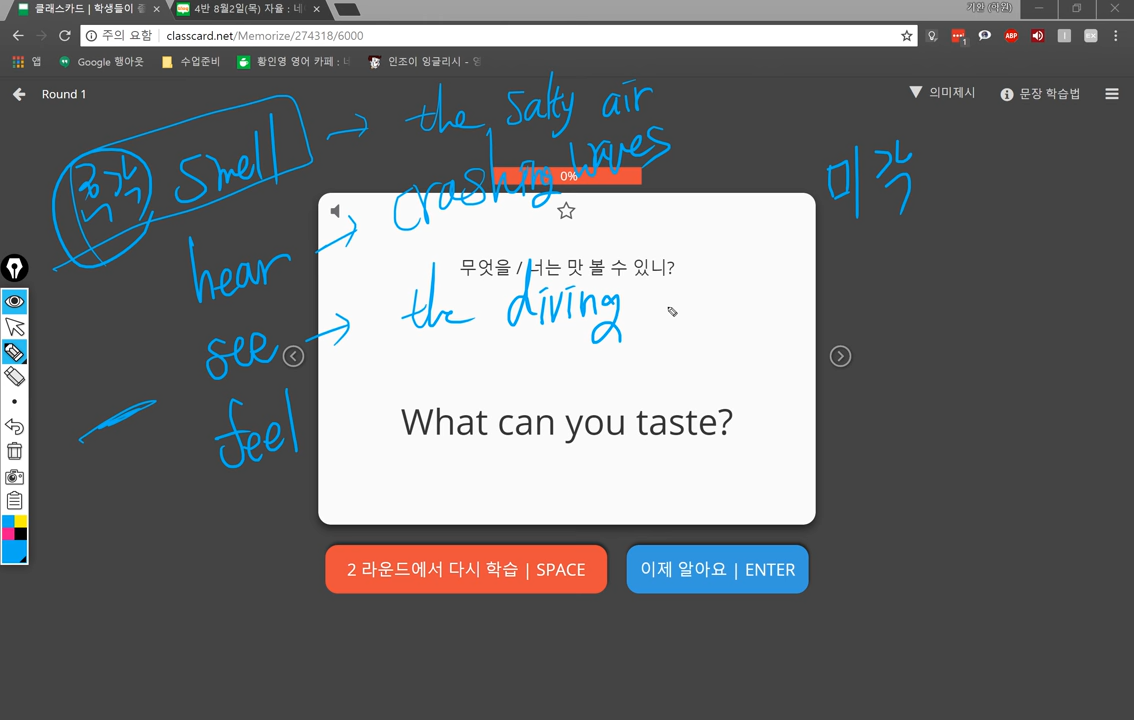 클래스카드 | 학생들이
4반 8월2일(목) 자율 : 네
기완 (학원)
주의 요함 | classcard.net/Memorize/274318/6000
앱
Google 행아웃
수업준비
황인영 영어 카페 : 네
인조이 잉글리시 -
Round 1
의미제시
문장 학습법
smell → the salty air
hear → crashing waves
see → the diving
feel
미각
0%
무엇을 / 너는 맛 볼 수 있니?
What can you taste?
2 라운드에서 다시 학습 | SPACE
이제 알아요 | ENTER